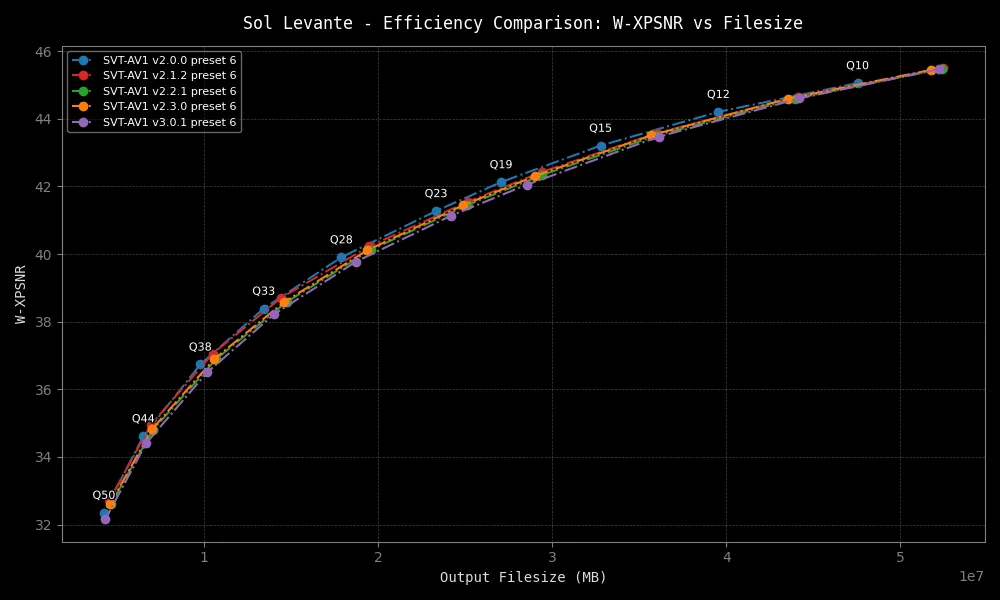 Sol Levante - Efficiency Comparison: W-XPSNR vs Filesize
SVT-AV1 v2.0.0 preset 6
SVT-AV1 v2.1.2 preset 6
SVT-AV1 v2.2.1 preset 6
SVT-AV1 v2.3.0 preset 6
SVT-AV1 v3.0.1 preset 6
Q10
Q12
Q15
Q19
Q23
Q28
Q33
Q38
Q44
Q50
46
44
42
40
38
36
34
32
W-XPSNR
1
2
3
4
5
1e7
Output Filesize (MB)